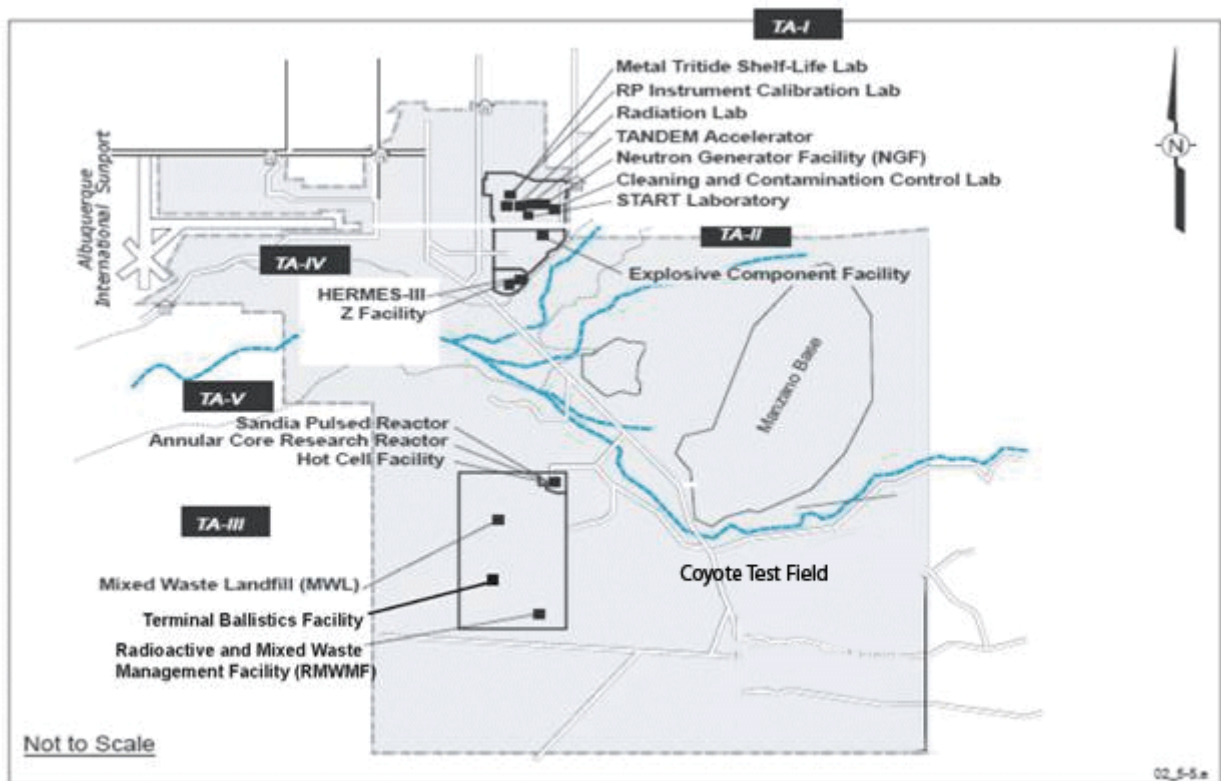 TA-I
Metal Tritide Shelf-Life Lab
RP Instrument Calibration Lab
Radiation Lab
TANDEM Accelerator
Neutron Generator Facility (NGF)
Cleaning and Contamination Control Lab
START Laboratory
N
Albuquerque
International Sunport
TA-II
TA-IV
Explosive Component Facility
HERMES-III
Z Facility
Manzano Base
TA-V
Sandia Pulsed Reactor
Annular Core Research Reactor
Hot Cell Facility
TA-III
Mixed Waste Landfill (MWL)
Coyote Test Field
Terminal Ballistics Facility
Radioactive and Mixed Waste
Management Facility (RMWMF)
Not to Scale
02_5-5.e